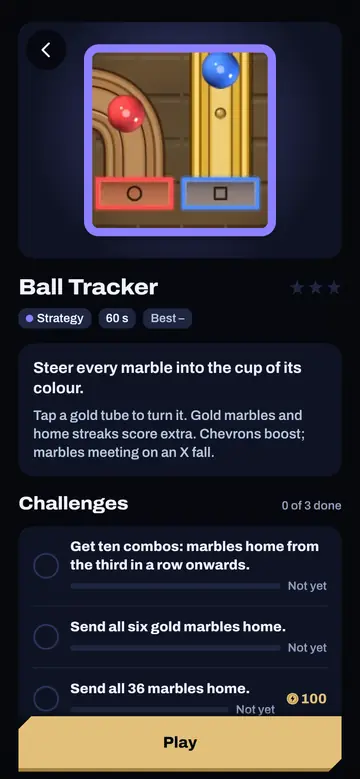 Ball Tracker
Strategy
60 s
Best –
Steer every marble into the cup of its
colour.
Tap a gold tube to turn it. Gold marbles and
home streaks score extra. Chevrons boost;
marbles meeting on an X fall.
Challenges
0 of 3 done
Get ten combos: marbles home from
the third in a row onwards.
Not yet
Send all six gold marbles home.
Not yet
Send all 36 marbles home.
Not yet
100
Play